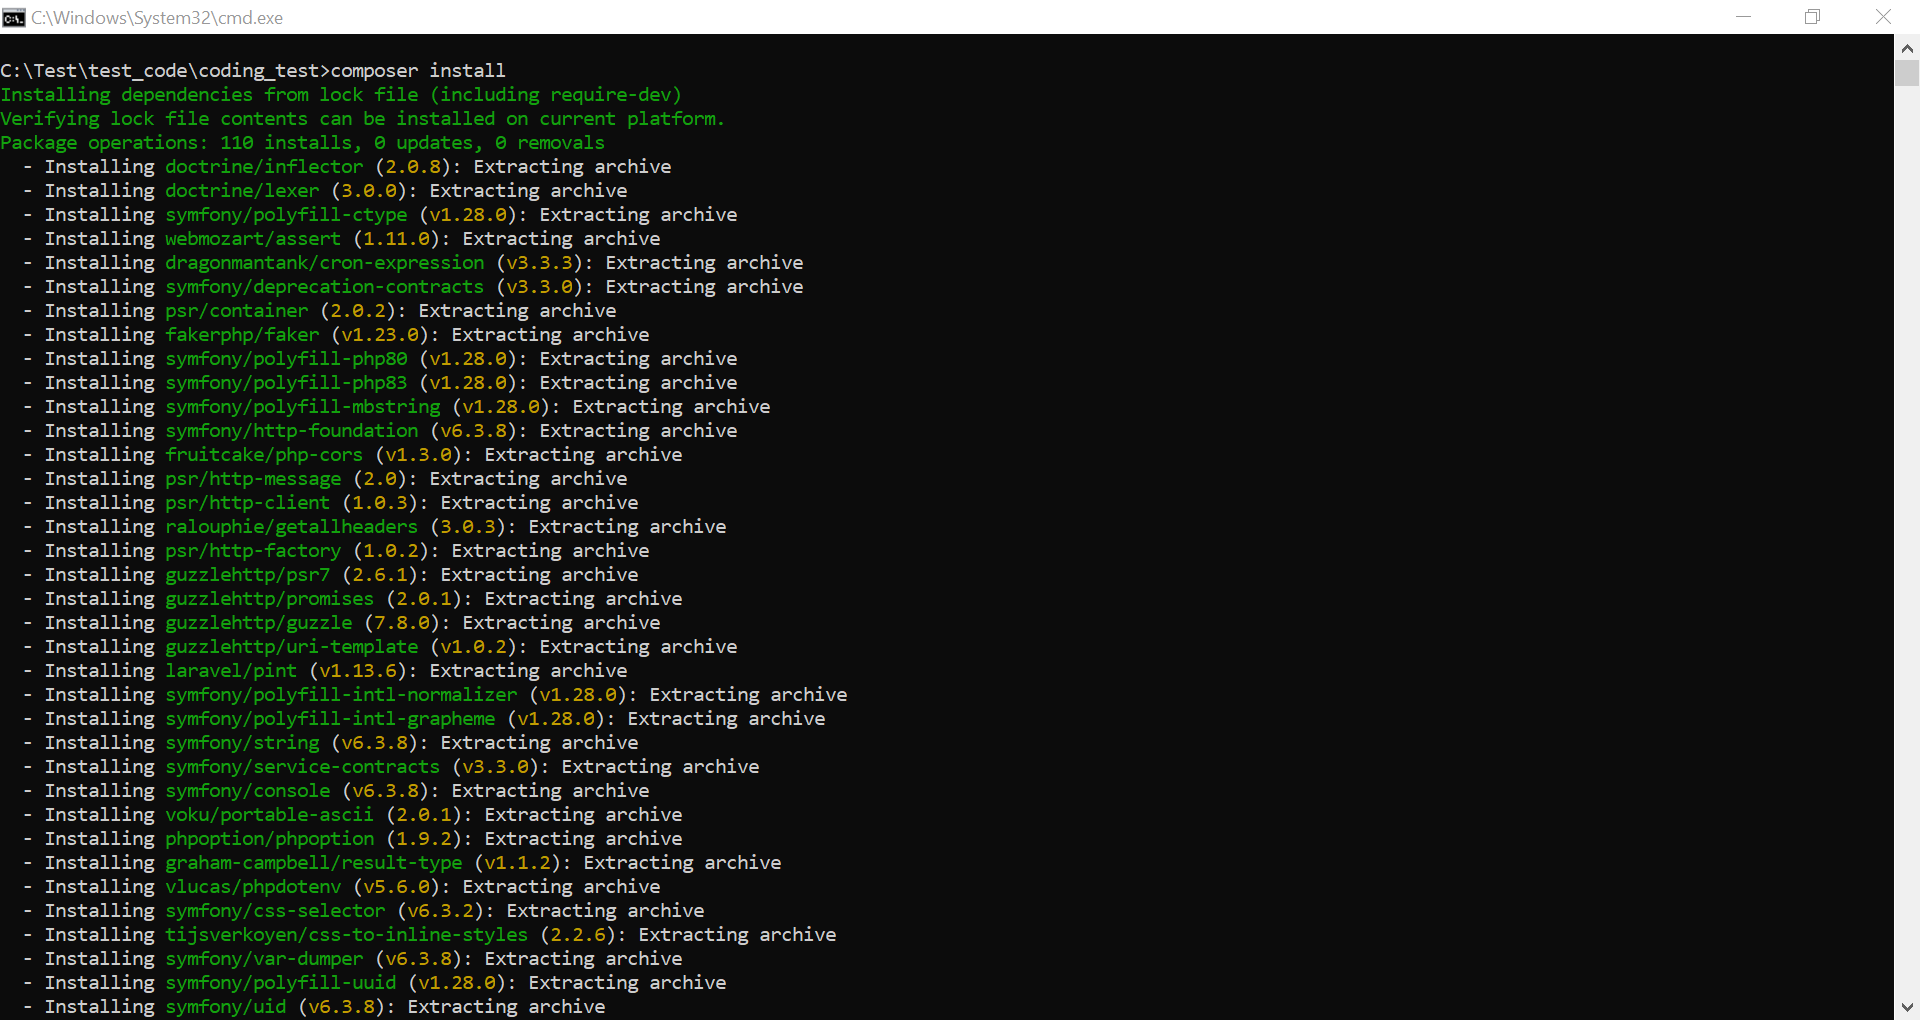 C:\Windows\System32\cmd.exe
C:\Test\test_code\coding_test>composer install
Installing dependencies from lock file (including require-dev)
Verifying lock file contents can be installed on current platform.
Package operations: 110 installs, 0 updates, 0 removals
  - Installing doctrine/inflector (2.0.8): Extracting archive
  - Installing doctrine/lexer (3.0.0): Extracting archive
  - Installing symfony/polyfill-ctype (v1.28.0): Extracting archive
  - Installing webmozart/assert (1.11.0): Extracting archive
  - Installing dragonmantank/cron-expression (v3.3.3): Extracting archive
  - Installing symfony/deprecation-contracts (v3.3.0): Extracting archive
  - Installing psr/container (2.0.2): Extracting archive
  - Installing fakerphp/faker (v1.23.0): Extracting archive
  - Installing symfony/polyfill-php80 (v1.28.0): Extracting archive
  - Installing symfony/polyfill-php83 (v1.28.0): Extracting archive
  - Installing symfony/polyfill-mbstring (v1.28.0): Extracting archive
  - Installing symfony/http-foundation (v6.3.8): Extracting archive
  - Installing fruitcake/php-cors (v1.3.0): Extracting archive
  - Installing psr/http-message (2.0): Extracting archive
  - Installing psr/http-client (1.0.3): Extracting archive
  - Installing ralouphie/getallheaders (3.0.3): Extracting archive
  - Installing psr/http-factory (1.0.2): Extracting archive
  - Installing guzzlehttp/psr7 (2.6.1): Extracting archive
  - Installing guzzlehttp/promises (2.0.1): Extracting archive
  - Installing guzzlehttp/guzzle (7.8.0): Extracting archive
  - Installing guzzlehttp/uri-template (v1.0.2): Extracting archive
  - Installing laravel/pint (v1.13.6): Extracting archive
  - Installing symfony/polyfill-intl-normalizer (v1.28.0): Extracting archive
  - Installing symfony/polyfill-intl-grapheme (v1.28.0): Extracting archive
  - Installing symfony/string (v6.3.8): Extracting archive
  - Installing symfony/service-contracts (v3.3.0): Extracting archive
  - Installing symfony/console (v6.3.8): Extracting archive
  - Installing voku/portable-ascii (2.0.1): Extracting archive
  - Installing phpoption/phpoption (1.9.2): Extracting archive
  - Installing graham-campbell/result-type (v1.1.2): Extracting archive
  - Installing vlucas/phpdotenv (v5.6.0): Extracting archive
  - Installing symfony/css-selector (v6.3.2): Extracting archive
  - Installing tijsverkoyen/css-to-inline-styles (2.2.6): Extracting archive
  - Installing symfony/var-dumper (v6.3.8): Extracting archive
  - Installing symfony/polyfill-uuid (v1.28.0): Extracting archive
  - Installing symfony/uid (v6.3.8): Extracting archive